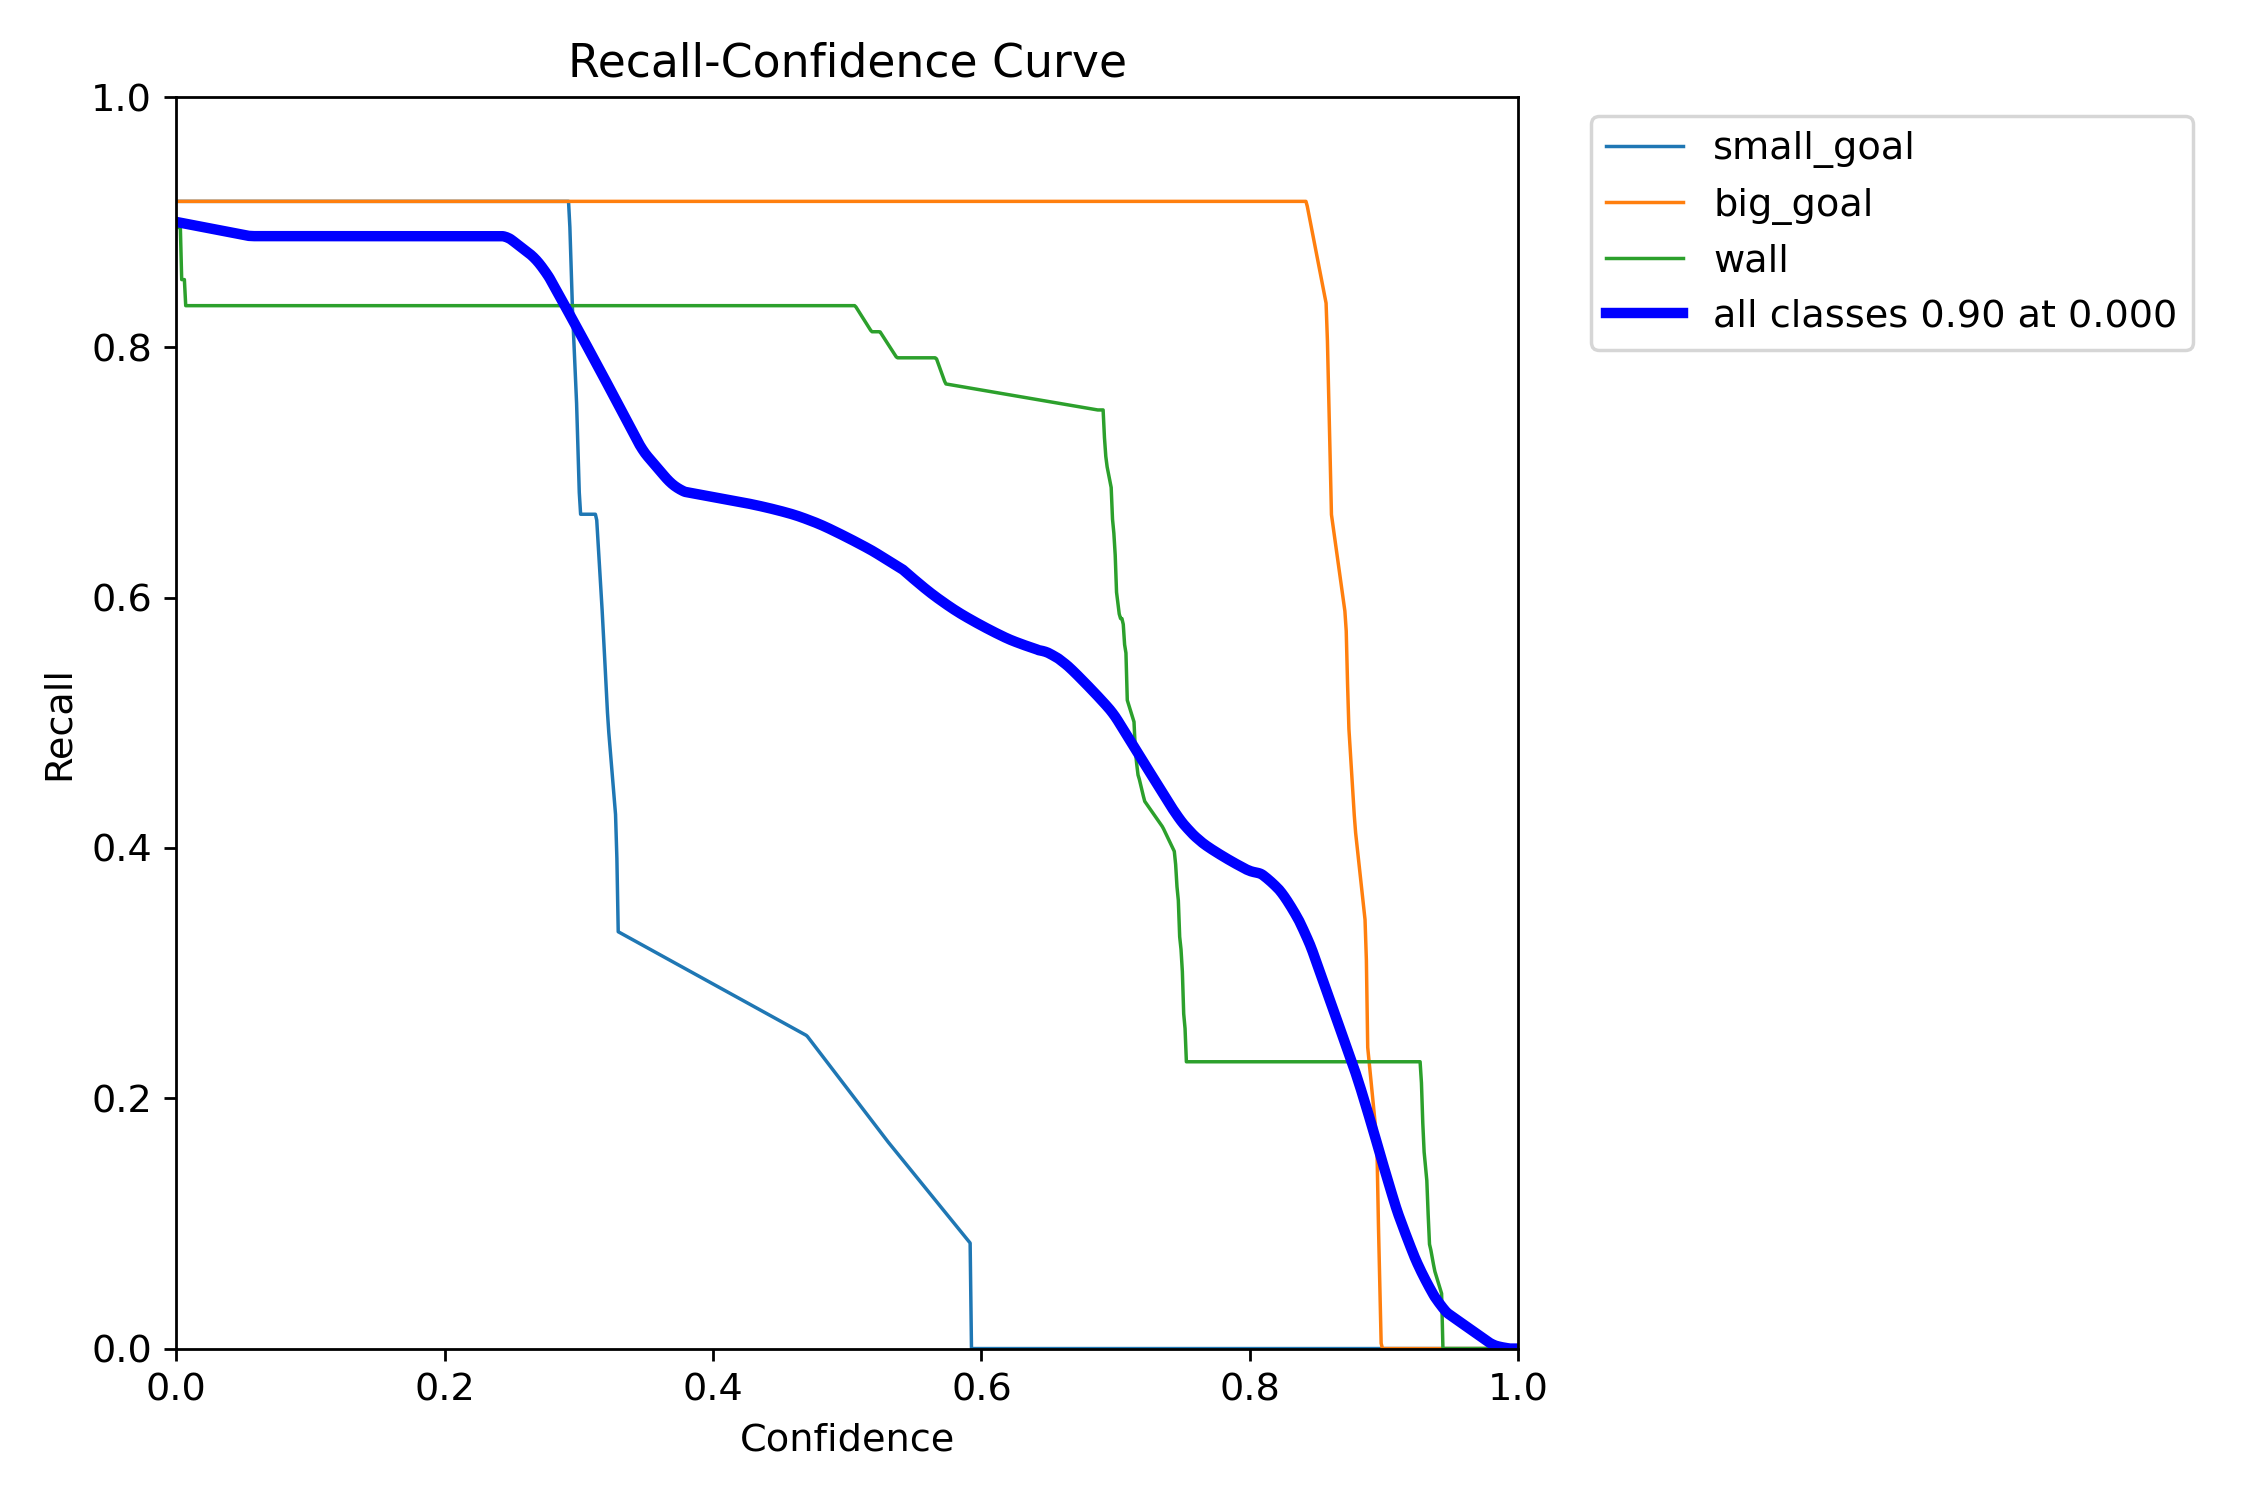 Recall-Confidence Curve
1.0
0.8
0.6
0.4
0.2
0.0
Recall
0.0 0.2 0.4 0.6 0.8 1.0
Confidence
small_goal
big_goal
wall
all classes 0.90 at 0.000